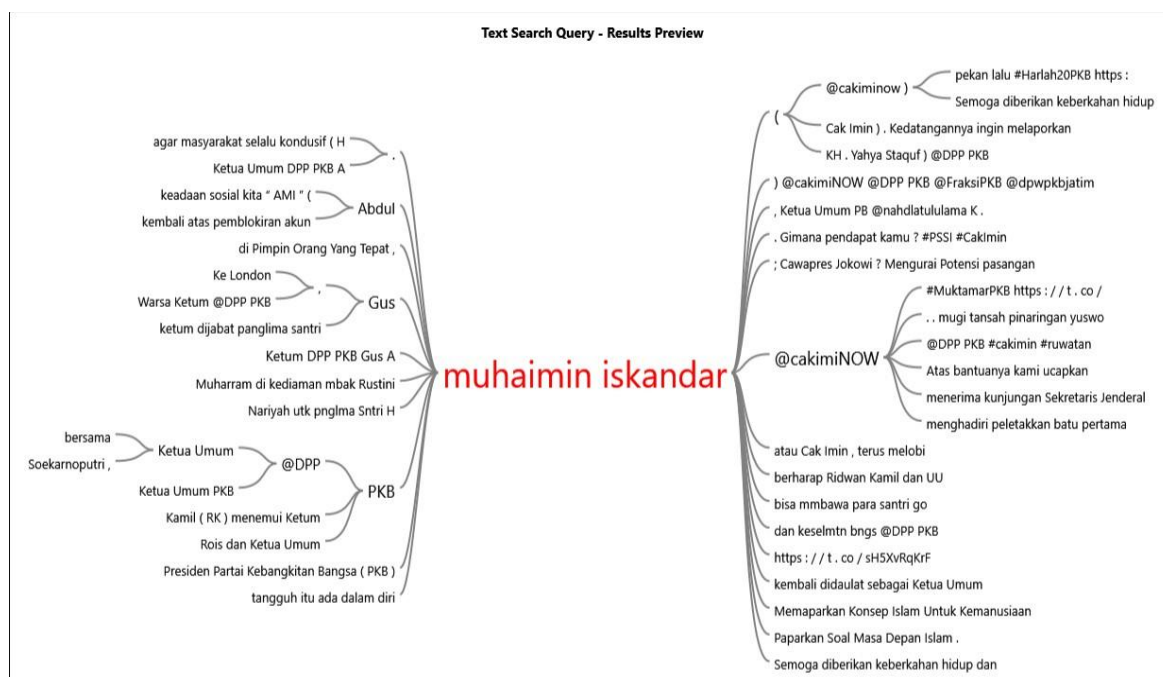 Text Search Query - Results Preview
agar masyarakat selalu kondusif ( H
Ketua Umum DPP PKB A
.
keadaan sosial kita " AMI " (
kembali atas pemblokiran akun
Abdul
di Pimpin Orang Yang Tepat ,
Ke London
Warsa Ketum @DPP PKB
,
ketum dijabat panglima santri
Gus
Ketum DPP PKB Gus A
Muharram di kediaman mbak Rustini
Nariyah utk pnglma Sntri H
bersama
Soekarnoputri ,
Ketua Umum
Ketua Umum PKB
@DPP
Kamil ( RK ) menemui Ketum
Rois dan Ketua Umum
PKB
Presiden Partai Kebangkitan Bangsa ( PKB )
tangguh itu ada dalam diri
muhaimin iskandar
(
@cakiminow )
pekan lalu #Harlah20PKB https :
Semoga diberikan keberkahan hidup
Cak Imin ) . Kedatangannya ingin melaporkan
KH . Yahya Staquf ) @DPP PKB
) @cakimiNOW @DPP PKB @FraksiPKB @dpwpkbjatim
, Ketua Umum PB @nahdlatululama K .
. Gimana pendapat kamu ? #PSSI #CakImin
; Cawapres Jokowi ? Mengurai Potensi pasangan
@cakimiNOW
#MuktamarPKB https : / / t . co /
. . mugi tansah pinaringan yuswo
@DPP PKB #cakimin #ruwatan
Atas bantuanya kami ucapkan
menerima kunjungan Sekretaris Jenderal
menghadiri peletakkan batu pertama
atau Cak Imin , terus melobi
berharap Ridwan Kamil dan UU
bisa mmbawa para santri go
dan keselmtn bngs @DPP PKB
https : / / t . co / sH5XvRqKrF
kembali didaulat sebagai Ketua Umum
Memaparkan Konsep Islam Untuk Kemanusiaan
Paparkan Soal Masa Depan Islam .
Semoga diberikan keberkahan hidup dan